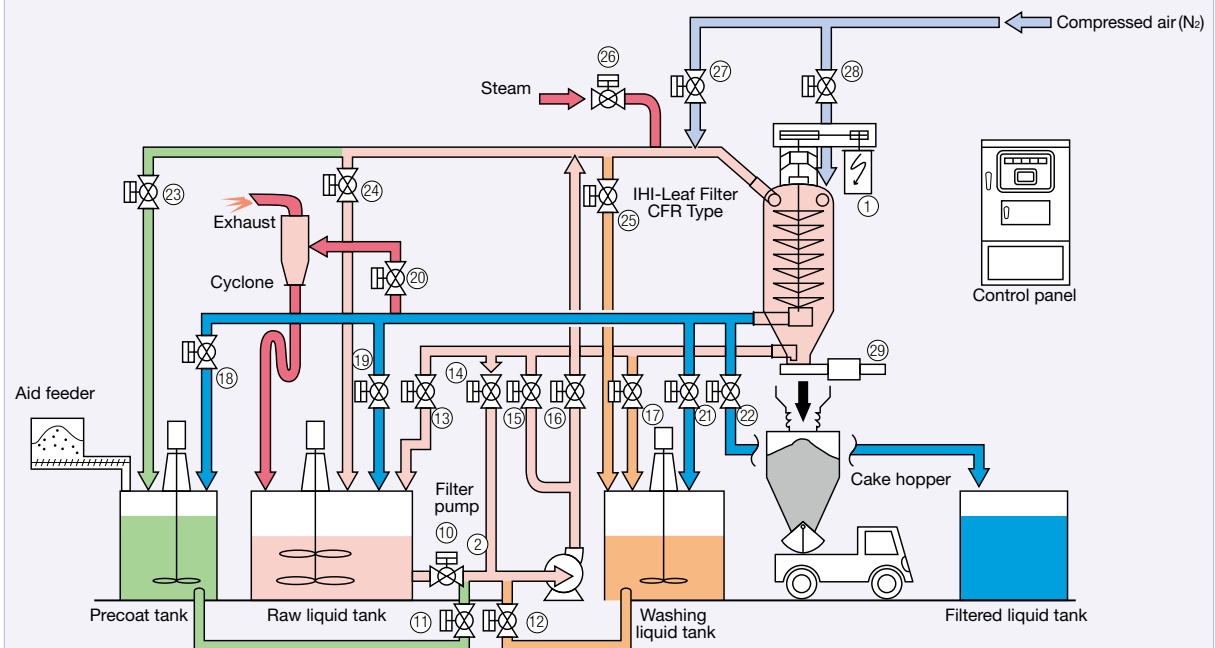 Compressed air (N₂)
㉖
㉗
㉘
Steam
㉓
㉔
IHI-Leaf Filter
CFR Type
①
㉕
Exhaust
Cyclone
⑳
Control panel
⑱
⑲
⑭
㉙
Aid feeder
⑬
⑮
⑯
⑰
㉑
㉒
Filter
pump
Cake hopper
⑩
②
Precoat tank
Raw liquid tank
⑪
⑫
Washing
liquid tank
Filtered liquid tank